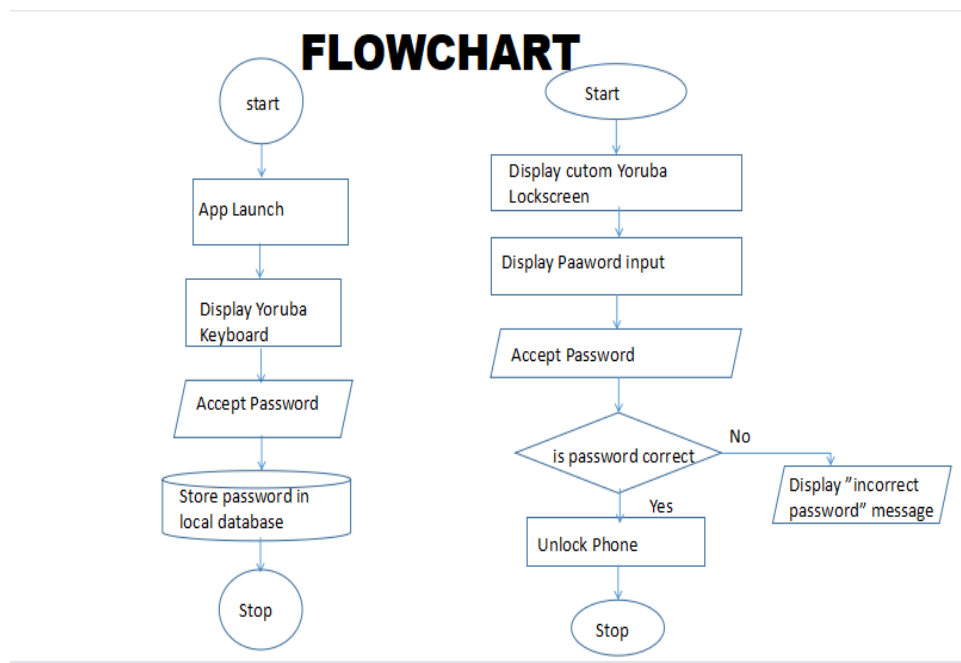 FLOWCHART
start
App Launch
Display Yoruba
Keyboard
Accept Password
Store password in
local database
Stop
Start
Display cutom Yoruba
Lockscreen
Display Paaword input
Accept Password
is password correct
No
Display ”incorrect
password” message
Yes
Unlock Phone
Stop